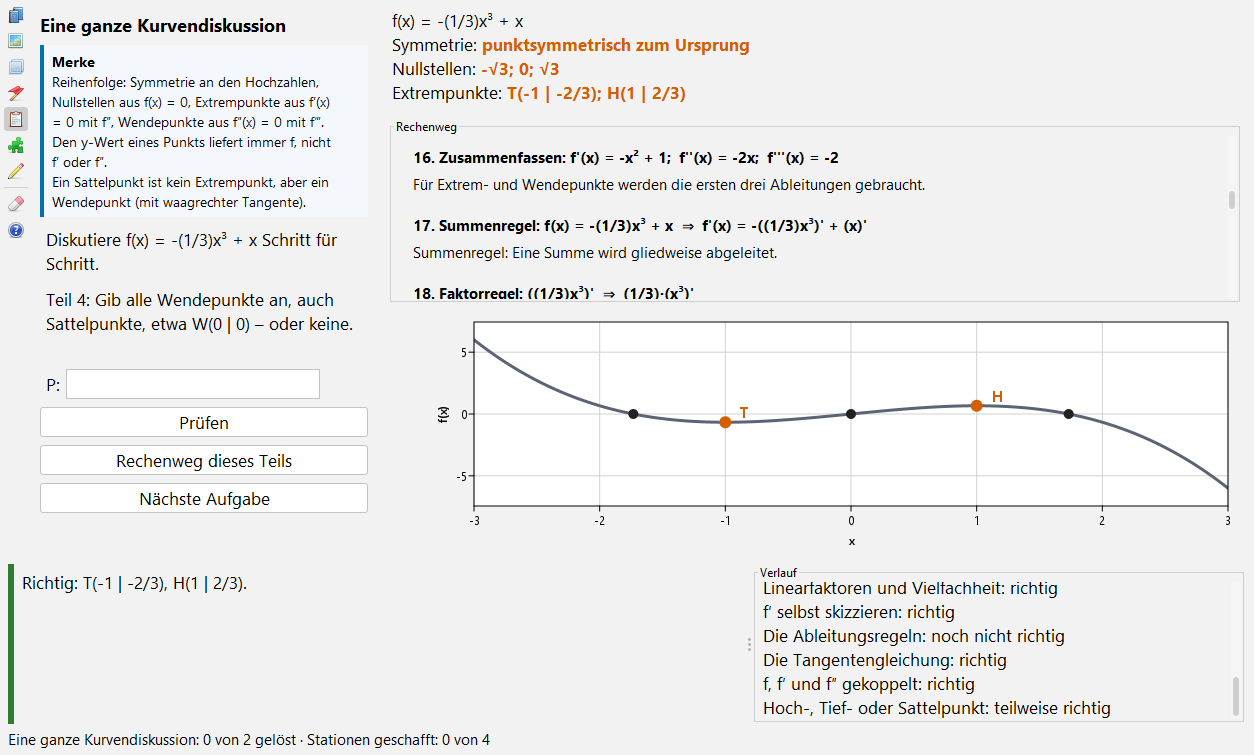 Eine ganze Kurvendiskussion
Merke
Reihenfolge: Symmetrie an den Hochzahlen,
Nullstellen aus f(x) = 0, Extrempunkte aus f′(x)
= 0 mit f″, Wendepunkte aus f″(x) = 0 mit f‴.
Den y-Wert eines Punkts liefert immer f, nicht
f′ oder f″.
Ein Sattelpunkt ist kein Extrempunkt, aber ein
Wendepunkt (mit waagrechter Tangente).
Diskutiere f(x) = -(1/3)x³ + x Schritt für
Schritt.
Teil 4: Gib alle Wendepunkte an, auch
Sattelpunkte, etwa W(0 | 0) – oder keine.
P:
Prüfen
Rechenweg dieses Teils
Nächste Aufgabe
f(x) = -(1/3)x³ + x
Symmetrie: punktsymmetrisch zum Ursprung
Nullstellen: -√3; 0; √3
Extrempunkte: T(-1 | -2/3); H(1 | 2/3)
Rechenweg
16. Zusammenfassen: f'(x) = -x² + 1; f''(x) = -2x; f'''(x) = -2
Für Extrem- und Wendepunkte werden die ersten drei Ableitungen gebraucht.
17. Summenregel: f(x) = -(1/3)x³ + x ⇒ f'(x) = -((1/3)x³)' + (x)'
Summenregel: Eine Summe wird gliedweise abgeleitet.
18. Faktorregel: ((1/3)x³)' ⇒ (1/3)·(x³)'
f(x)
5
0
-5
T
H
-3
-2
-1
0
1
2
3
x
Richtig: T(-1 | -2/3), H(1 | 2/3).
Verlauf
Linearfaktoren und Vielfachheit: richtig
f′ selbst skizzieren: richtig
Die Ableitungsregeln: noch nicht richtig
Die Tangentengleichung: richtig
f, f′ und f″ gekoppelt: richtig
Hoch-, Tief- oder Sattelpunkt: teilweise richtig
Eine ganze Kurvendiskussion: 0 von 2 gelöst · Stationen geschafft: 0 von 4